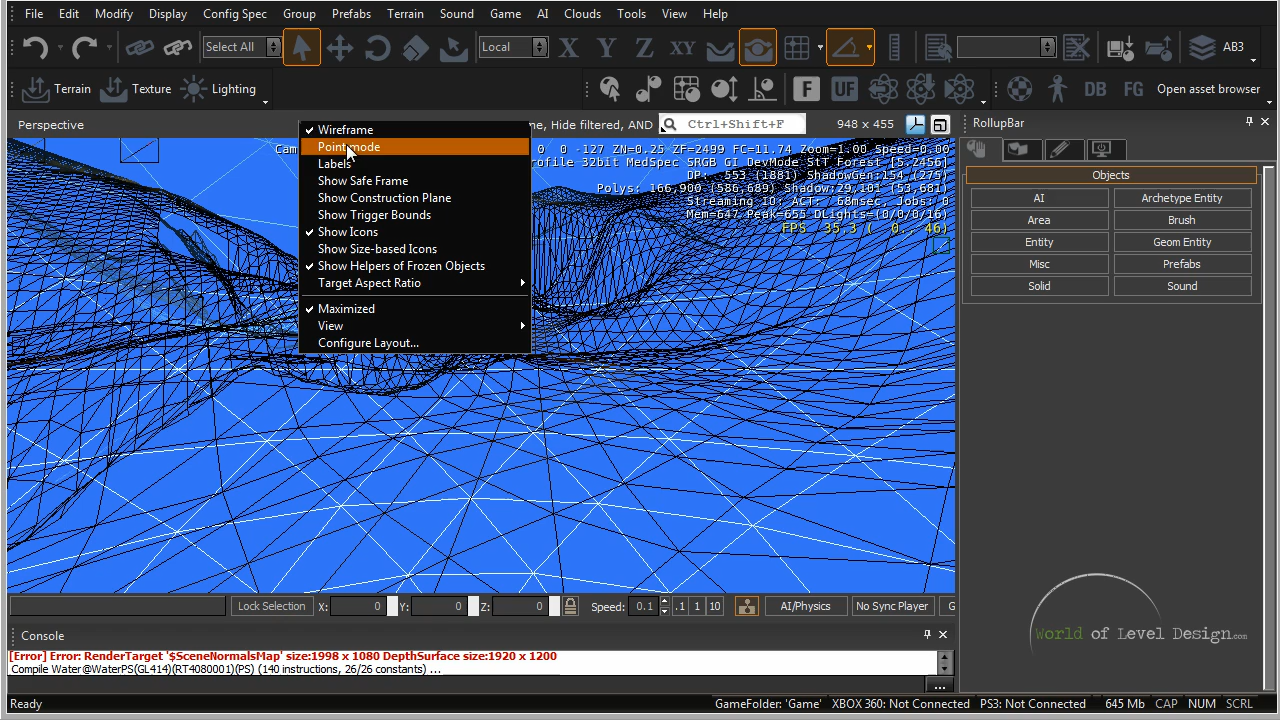 File Edit Modify Display Config Spec Group Prefabs Terrain Sound Game AI Clouds Tools View Help
Select All Local X Y Z XY AB3
Terrain Texture Lighting F UF DB FG Open asset browser
Perspective ne, Hide filtered, AND Ctrl+Shift+F 948 x 455 RollupBar
Cam 0 0 -127 ZN=0.25 ZF=2499 FC=11.74 Zoom=1.00 Speed=0.00
rofile 32bit MedSpec SRGB GI DevMode StT Forest [5.2456]
DP: 553 (1881) ShadowGen:154 (275)
Polys: 166,900 (586,689) Shadow:29,101 (53,681)
Streaming IO: ACT: 68msec, Jobs: 0
Mem=647 Peak=655 DLights=(0/0/0/16)
FPS 35.3 ( 0.. 46)
Wireframe
Point mode
Labels
Show Safe Frame
Show Construction Plane
Show Trigger Bounds
Show Icons
Show Size-based Icons
Show Helpers of Frozen Objects
Target Aspect Ratio
Maximized
View
Configure Layout...
Objects
AI Archetype Entity
Area Brush
Entity Geom Entity
Misc Prefabs
Solid Sound
Lock Selection X: 0 Y: 0 Z: 0 Speed: 0.1 .1 1 10 AI/Physics No Sync Player G
World of Level Design.com
Console
[Error] Error: RenderTarget '$SceneNormalsMap' size:1998 x 1080 DepthSurface size:1920 x 1200
Compile Water@WaterPS(GL414)(RT4080001)(PS) (140 instructions, 26/26 constants) ...
...
Ready GameFolder: 'Game' XBOX 360: Not Connected PS3: Not Connected 645 Mb CAP NUM SCRL